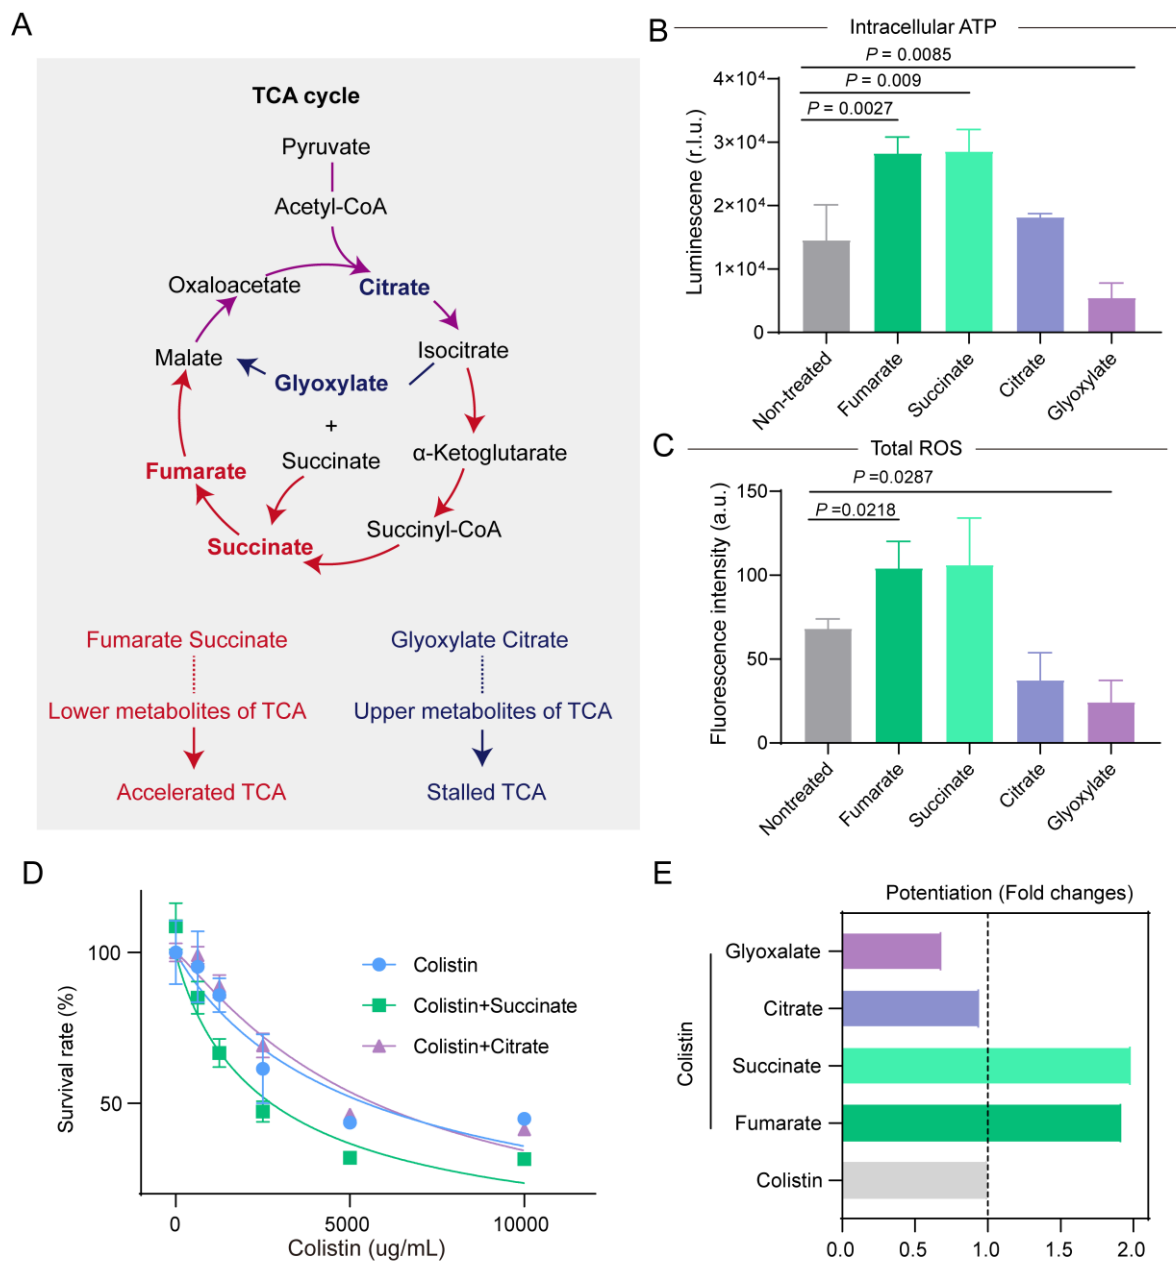 A
TCA cycle
Pyruvate
Acetyl-CoA
Oxaloacetate
Citrate
Malate
Isocitrate
Glyoxylate
+
Succinate
α-Ketoglutarate
Fumarate
Succinyl-CoA
Succinate
Fumarate Succinate
Glyoxylate Citrate
Lower metabolites of TCA
Upper metabolites of TCA
Accelerated TCA
Stalled TCA
B
Intracellular ATP
P = 0.0085
P = 0.009
P = 0.0027
Luminescene (r.l.u.)
4×10⁴
3×10⁴
2×10⁴
1×10⁴
0
Non-treated
Fumarate
Succinate
Citrate
Glyoxylate
C
Total ROS
P =0.0287
P =0.0218
Fluorescence intensity (a.u.)
150
100
50
0
Nontreated
Fumarate
Succinate
Citrate
Glyoxylate
D
Survival rate (%)
100
50
Colistin
Colistin+Succinate
Colistin+Citrate
0
5000
10000
Colistin (ug/mL)
E
Potentiation (Fold changes)
Colistin
Glyoxalate
Citrate
Succinate
Fumarate
Colistin
0.0
0.5
1.0
1.5
2.0